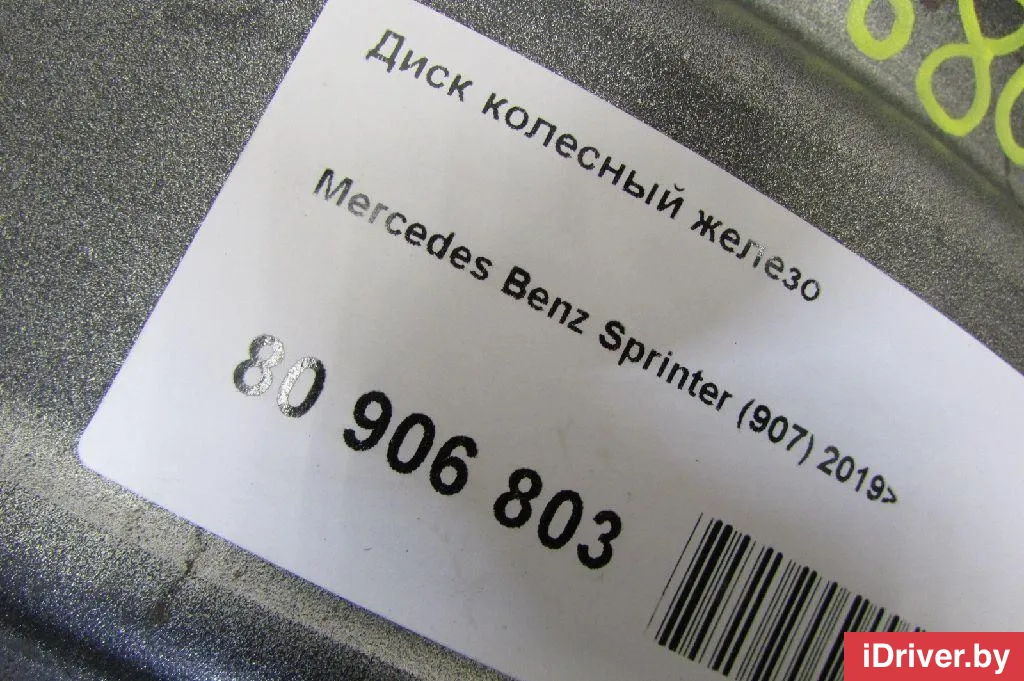 Диск колесный железо
Mercedes Benz Sprinter (907) 2019>
80 906 803
iDriver.by